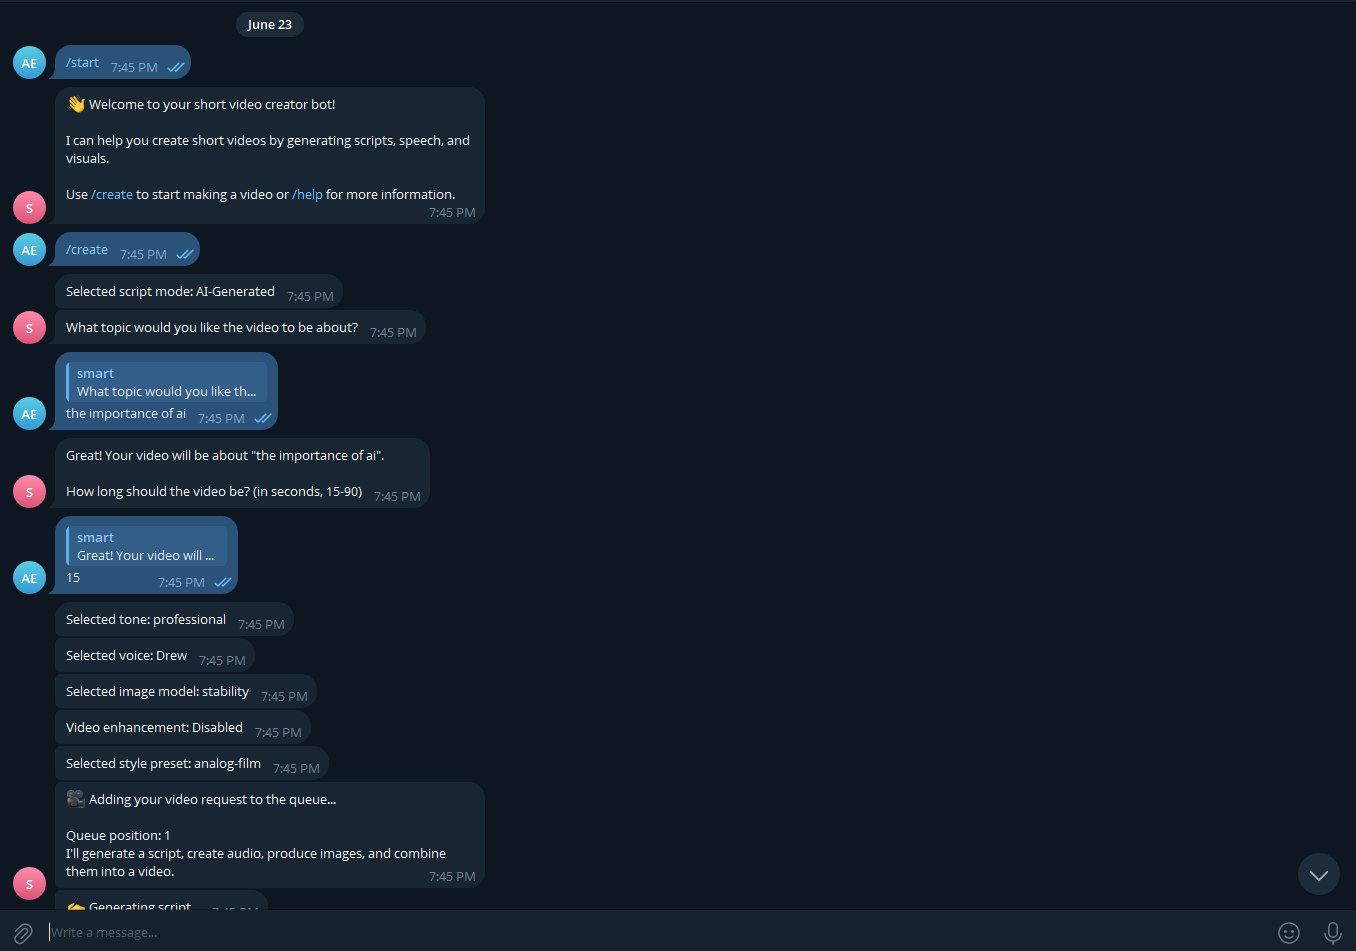 June 23
AE
/start 7:45 PM
👋 Welcome to your short video creator bot!
I can help you create short videos by generating scripts, speech, and
visuals.
Use /create to start making a video or /help for more information.
7:45 PM
S
AE
/create 7:45 PM
Selected script mode: AI-Generated 7:45 PM
S
What topic would you like the video to be about? 7:45 PM
smart
What topic would you like th...
AE
the importance of ai 7:45 PM
Great! Your video will be about "the importance of ai".
S
How long should the video be? (in seconds, 15-90) 7:45 PM
smart
Great! Your video will ...
AE
15 7:45 PM
Selected tone: professional 7:45 PM
Selected voice: Drew 7:45 PM
Selected image model: stability 7:45 PM
Video enhancement: Disabled 7:45 PM
Selected style preset: analog-film 7:45 PM
🎥 Adding your video request to the queue...
Queue position: 1
I'll generate a script, create audio, produce images, and combine
them into a video. 7:45 PM
S
✍️ Generating script 7:45 PM
Write a message...